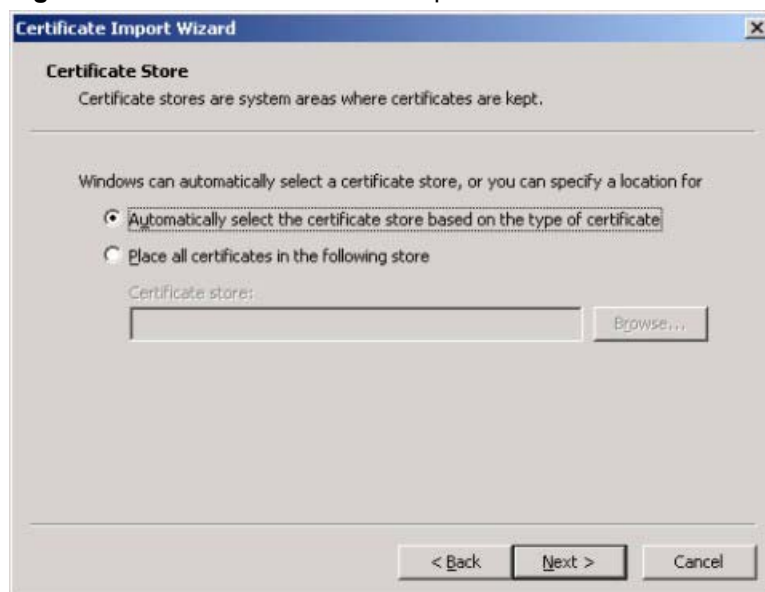 Certificate Import Wizard
Certificate Store
Certificate stores are system areas where certificates are kept.
Windows can automatically select a certificate store, or you can specify a location for
Automatically select the certificate store based on the type of certificate
Place all certificates in the following store
Certificate store:
Browse...
< Back
Next >
Cancel